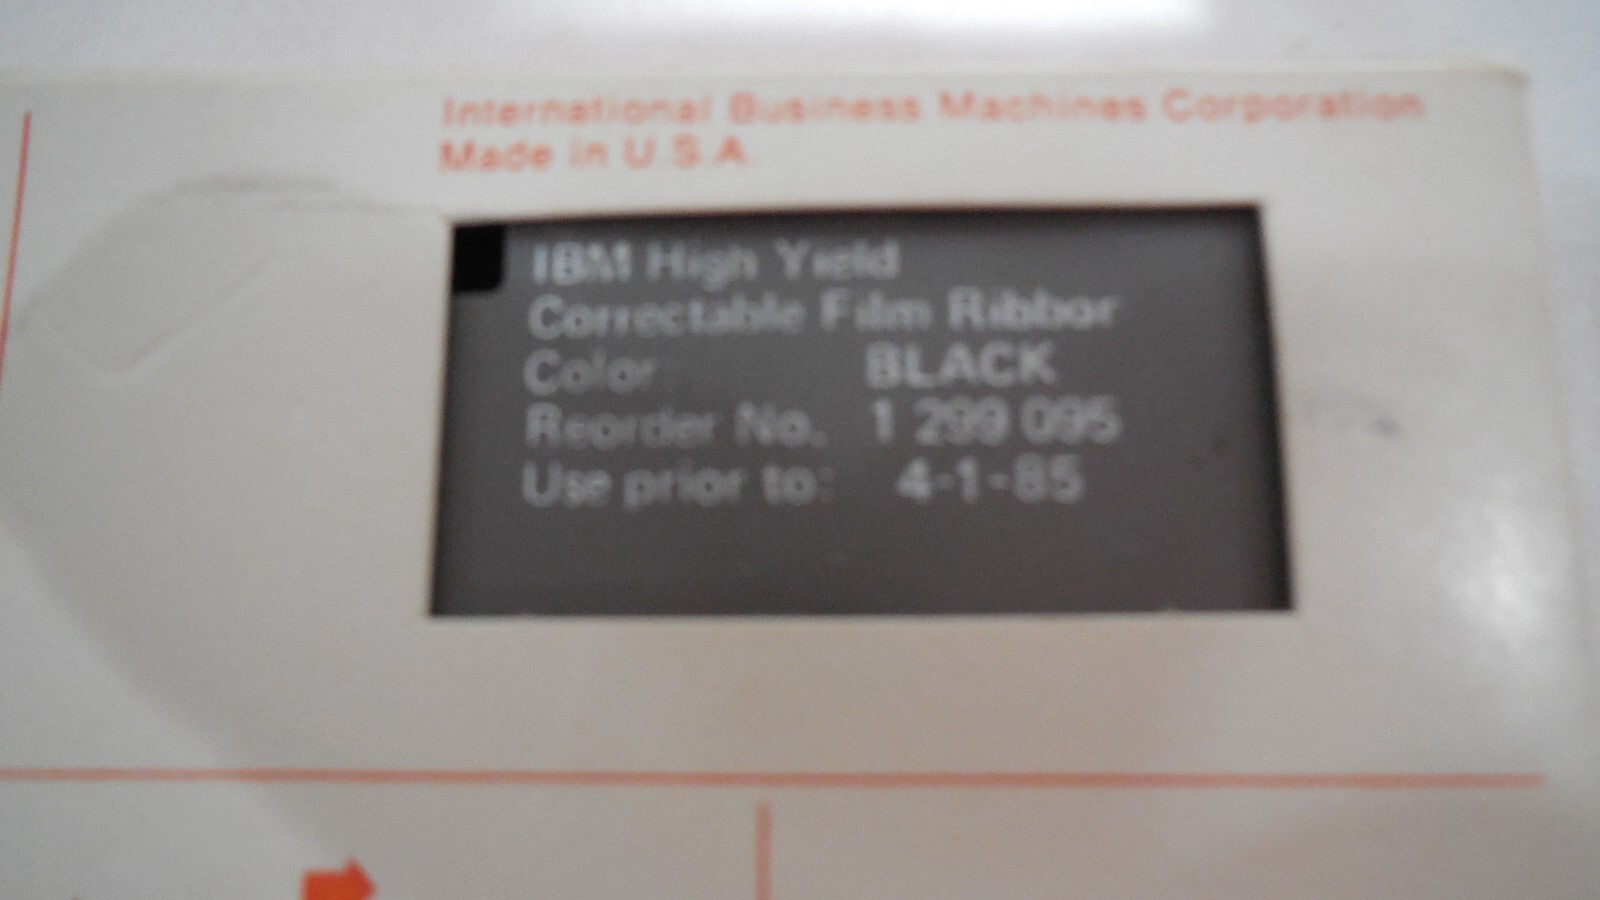 International Business Machines Corporation
Made in U.S.A.
IBM High Yield
Correctable Film Ribbon
Color: BLACK
Reorder No. 1 299 095
Use prior to: 4-1-85